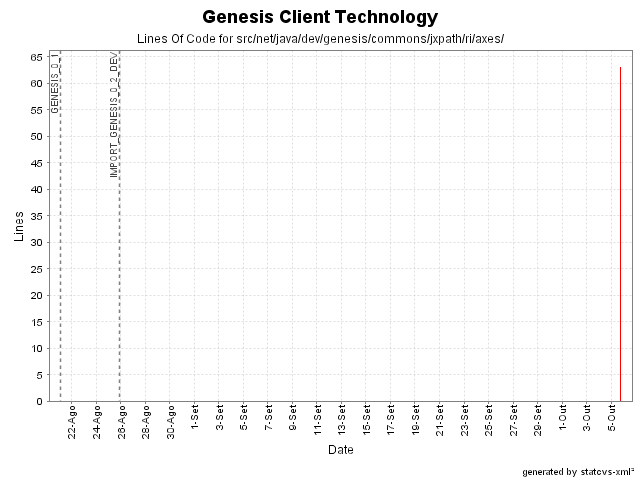 Genesis Client Technology
Lines Of Code for src/net/java/dev/genesis/commons/jxpath/ri/axes/
65
60
55
50
45
40
35
30
25
20
15
10
5
0
Lines
GENESIS_0_1
IMPORT_GENESIS_0_2_DEV
22-Ago
24-Ago
26-Ago
28-Ago
30-Ago
1-Set
3-Set
5-Set
7-Set
9-Set
11-Set
13-Set
15-Set
17-Set
19-Set
21-Set
23-Set
25-Set
27-Set
29-Set
1-Out
3-Out
5-Out
Date
generated by statcvs-xml²